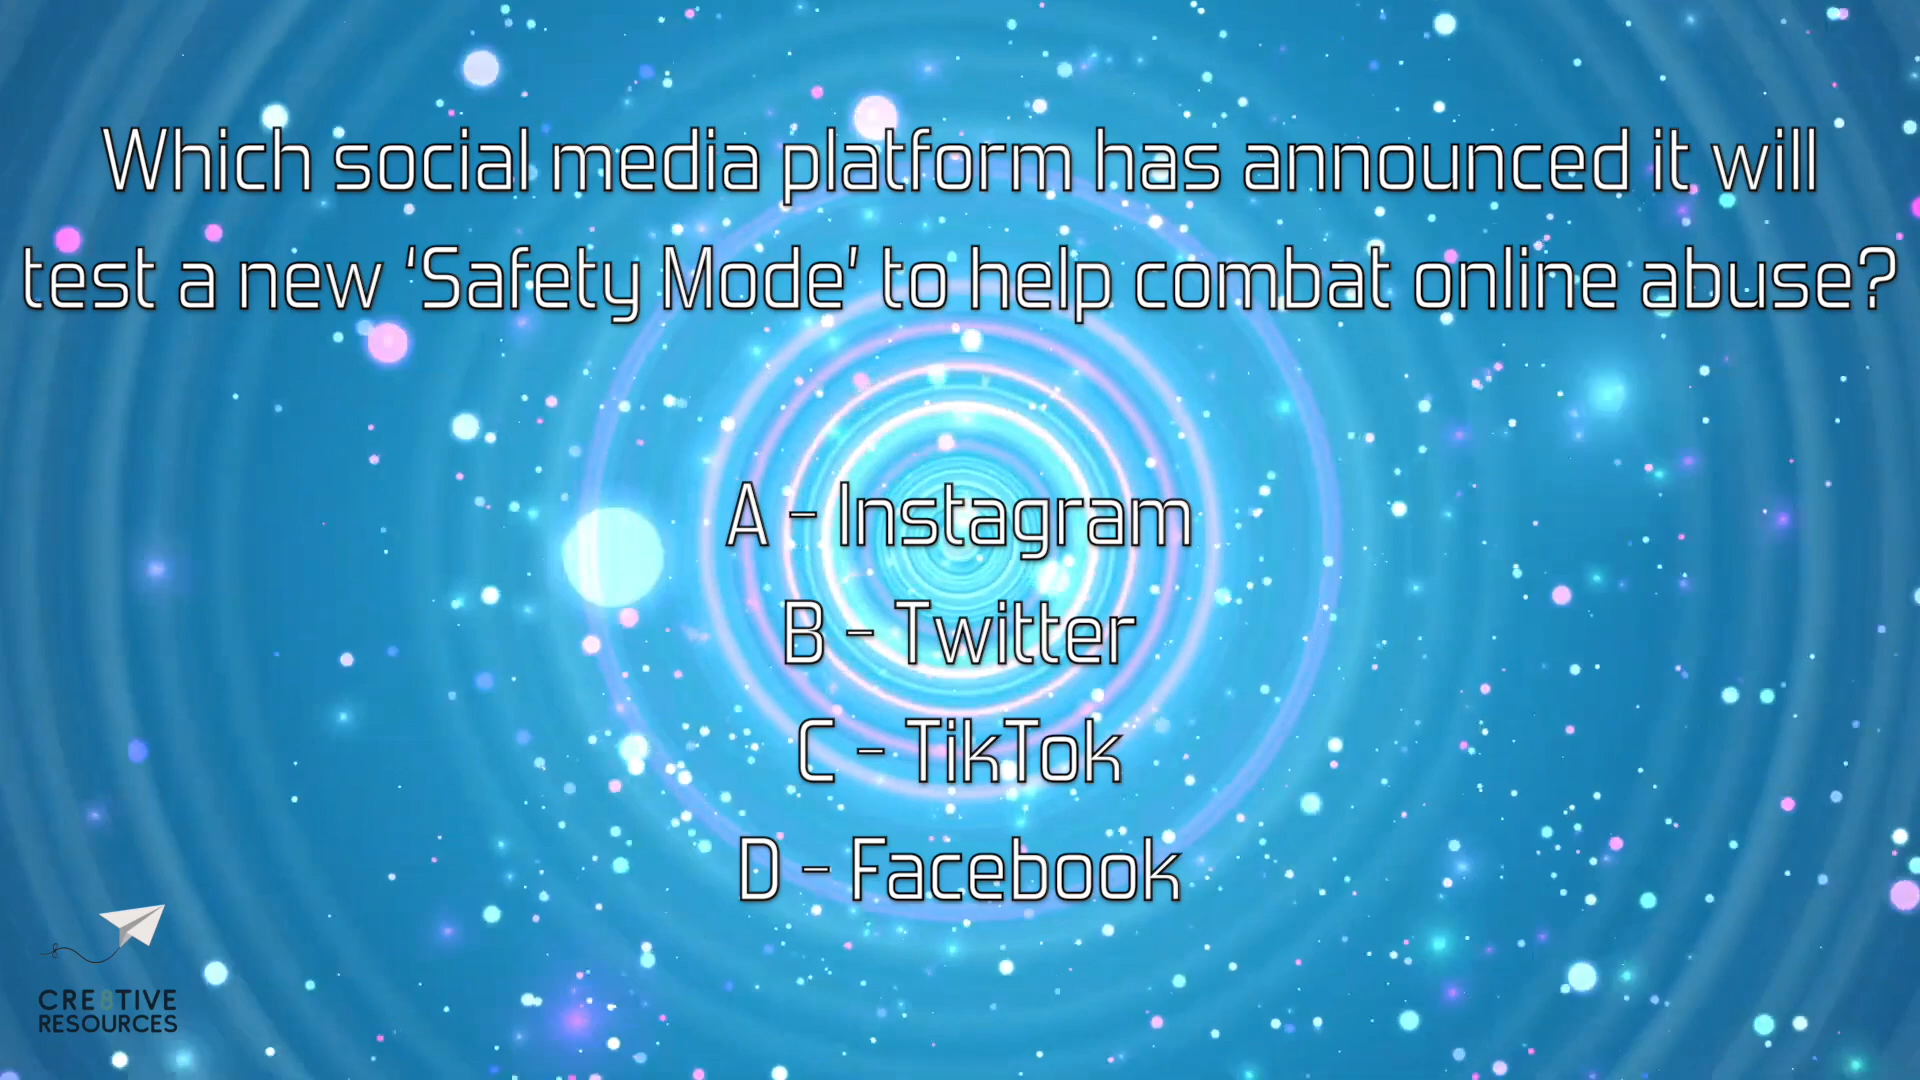 Which social media platform has announced it will
test a new ‘Safety Mode’ to help combat online abuse?
A - Instagram
B - Twitter
C - TikTok
D - Facebook
CRE8TIVE
RESOURCES